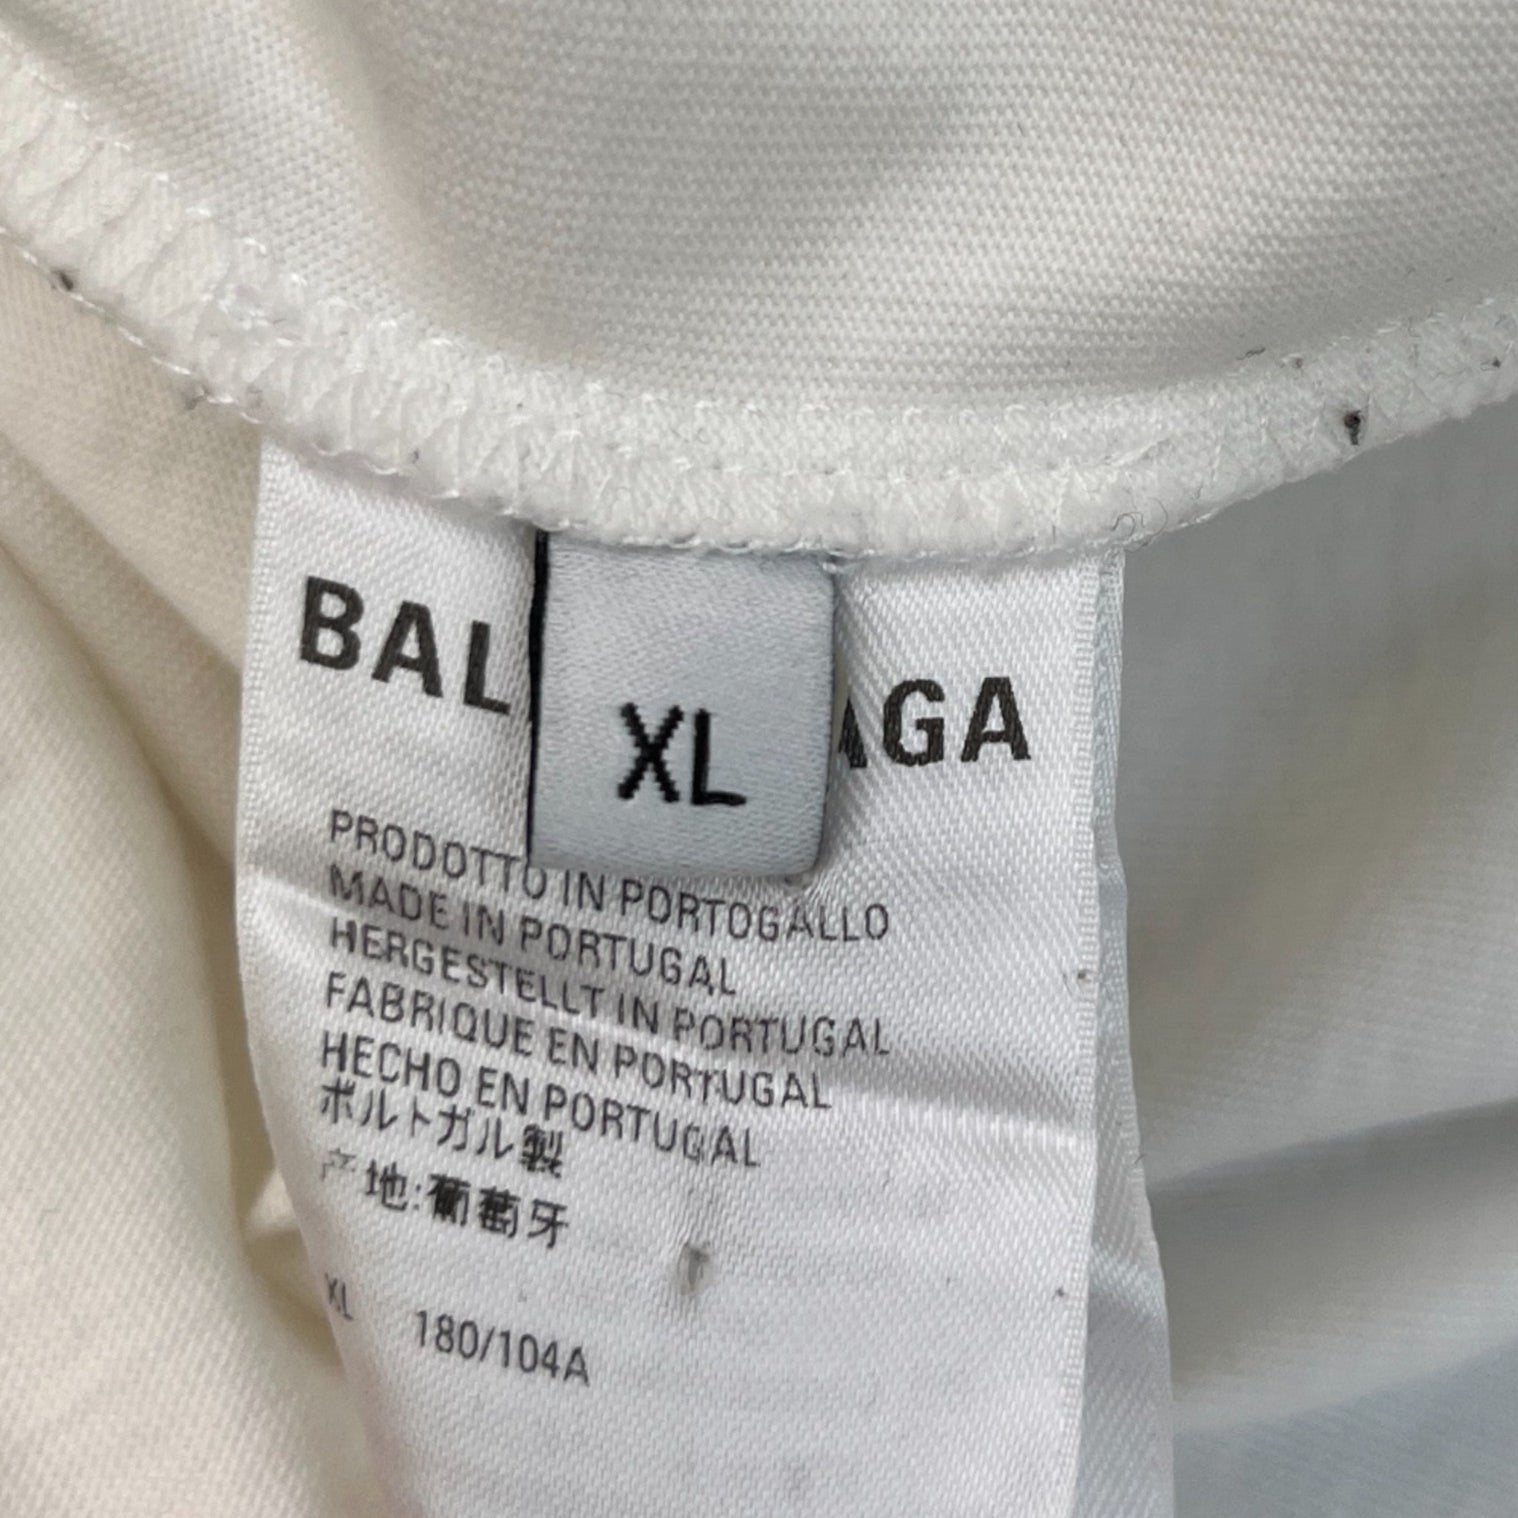 BAL AGA
XL
PRODOTTO IN PORTOGALLO
MADE IN PORTUGAL
HERGESTELLT IN PORTUGAL
FABRIQUE EN PORTUGAL
HECHO EN PORTUGAL
ポルトガル製
产地:葡萄牙
XL 180/104A